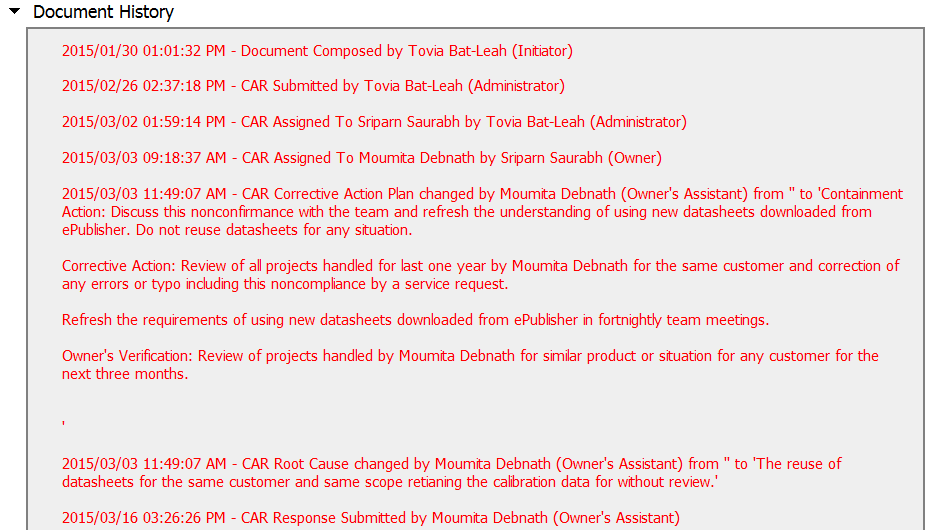 Document History
2015/01/30 01:01:32 PM - Document Composed by Tovia Bat-Leah (Initiator)
2015/02/26 02:37:18 PM - CAR Submitted by Tovia Bat-Leah (Administrator)
2015/03/02 01:59:14 PM - CAR Assigned To Sriparn Saurabh by Tovia Bat-Leah (Administrator)
2015/03/03 09:18:37 AM - CAR Assigned To Moumita Debnath by Sriparn Saurabh (Owner)
2015/03/03 11:49:07 AM - CAR Corrective Action Plan changed by Moumita Debnath (Owner's Assistant) from '' to 'Containment
Action: Discuss this nonconfirmance with the team and refresh the understanding of using new datasheets downloaded from
ePublisher. Do not reuse datasheets for any situation.
Corrective Action: Review of all projects handled for last one year by Moumita Debnath for the same customer and correction of
any errors or typo including this noncompliance by a service request.
Refresh the requirements of using new datasheets downloaded from ePublisher in fortnightly team meetings.
Owner's Verification: Review of projects handled by Moumita Debnath for similar product or situation for any customer for the
next three months.
'
2015/03/03 11:49:07 AM - CAR Root Cause changed by Moumita Debnath (Owner's Assistant) from '' to 'The reuse of
datasheets for the same customer and same scope retianing the calibration data for without review.'
2015/03/16 03:26:26 PM - CAR Response Submitted by Moumita Debnath (Owner's Assistant)